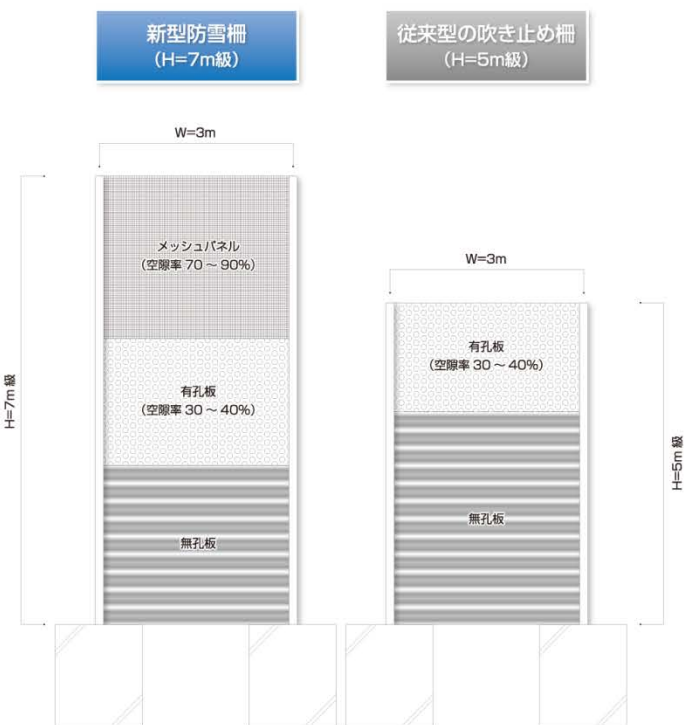 新型防雪柵
(H=7m級)
従来型の吹き止め柵
(H=5m級)
W=3m
メッシュパネル
(空隙率 70 ～ 90%)
有孔板
(空隙率 30 ～ 40%)
無孔板
H=7m 級
W=3m
有孔板
(空隙率 30 ～ 40%)
無孔板
H=5m 級